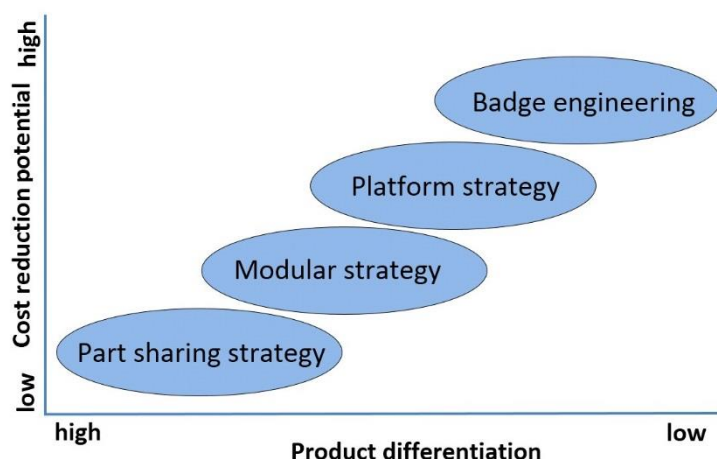 high
Cost reduction potential
low
Badge engineering
Platform strategy
Modular strategy
Part sharing strategy
high
low
Product differentiation